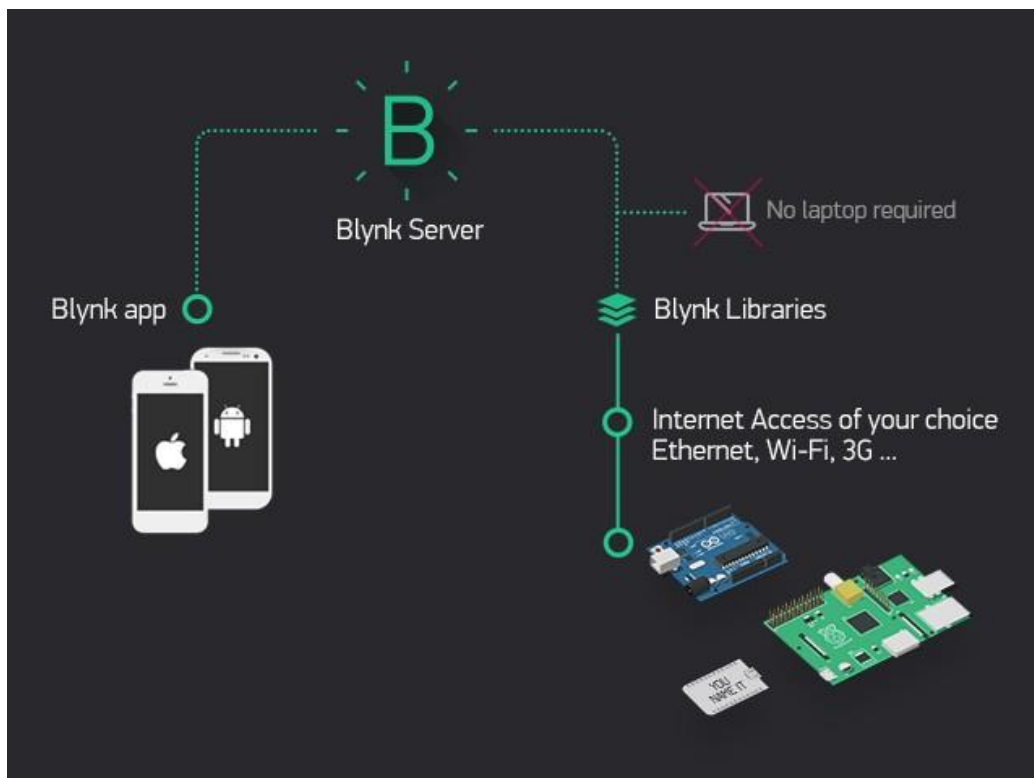 B
Blynk Server
No laptop required
Blynk app
Blynk Libraries
Internet Access of your choice
Ethernet, Wi-Fi, 3G ...
YOU
NAME IT